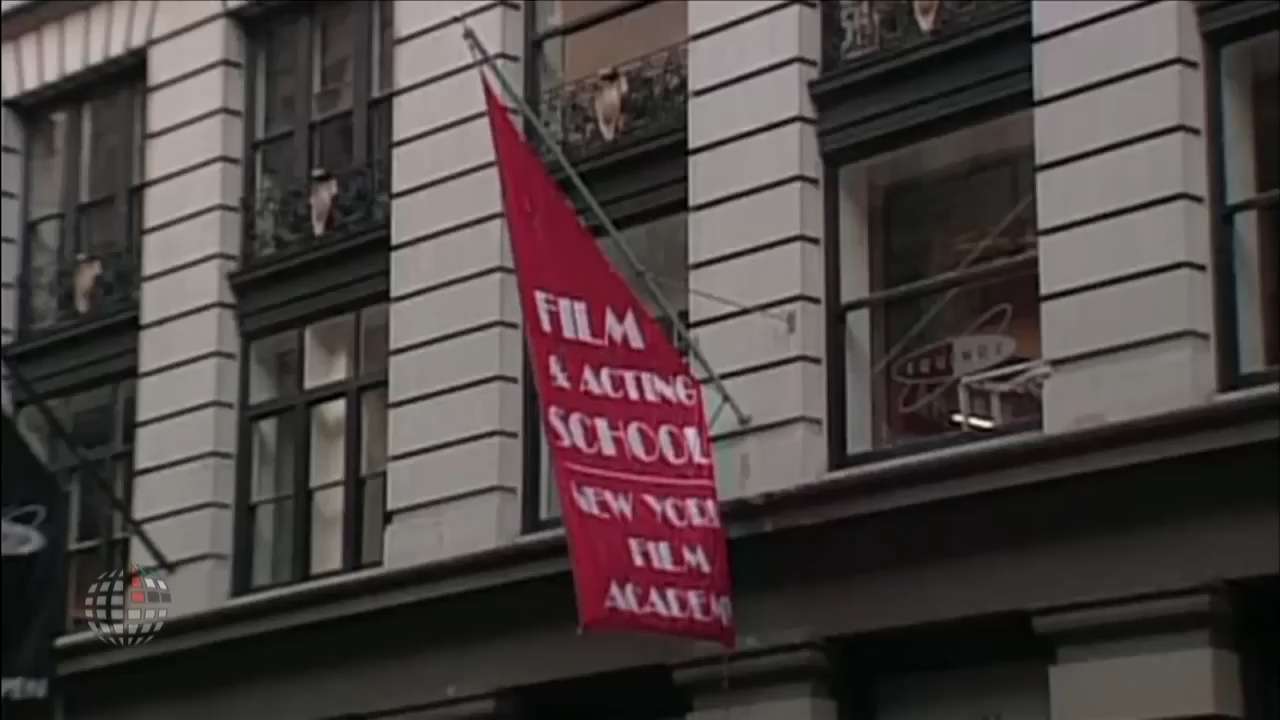 FILM
& ACTING
SCHOOL
NEW YORK
FILM
ACADEMY